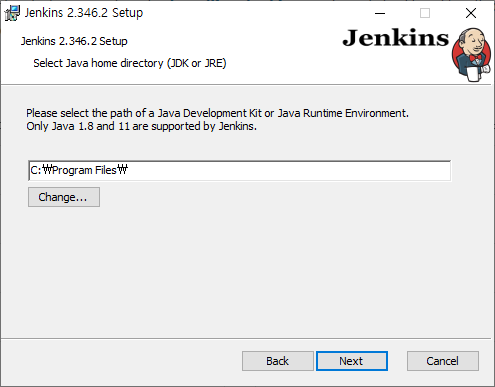 Jenkins 2.346.2 Setup
Jenkins 2.346.2 Setup
Jenkins
Select Java home directory (JDK or JRE)
Please select the path of a Java Development Kit or Java Runtime Environment.
Only Java 1.8 and 11 are supported by Jenkins.
C:₩Program Files₩
Change...
Back Next Cancel